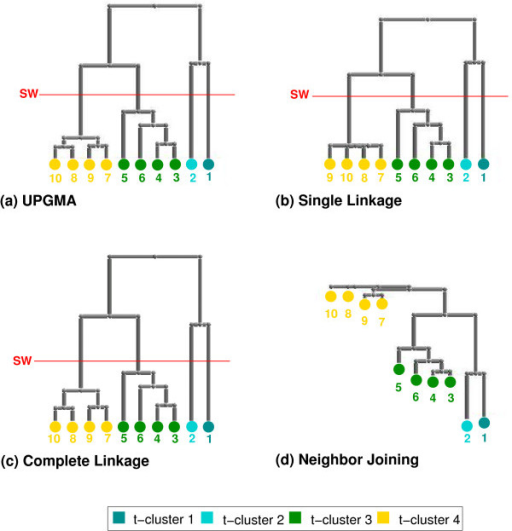 SW
10 8 9 7 5 6 4 3 2 1
(a) UPGMA
SW
9 10 8 7 5 6 4 3 2 1
(b) Single Linkage
SW
10 8 9 7 5 6 4 3 2 1
(c) Complete Linkage
10 8 9 7
5 6 4 3
2 1
(d) Neighbor Joining
t-cluster 1 t-cluster 2 t-cluster 3 t-cluster 4